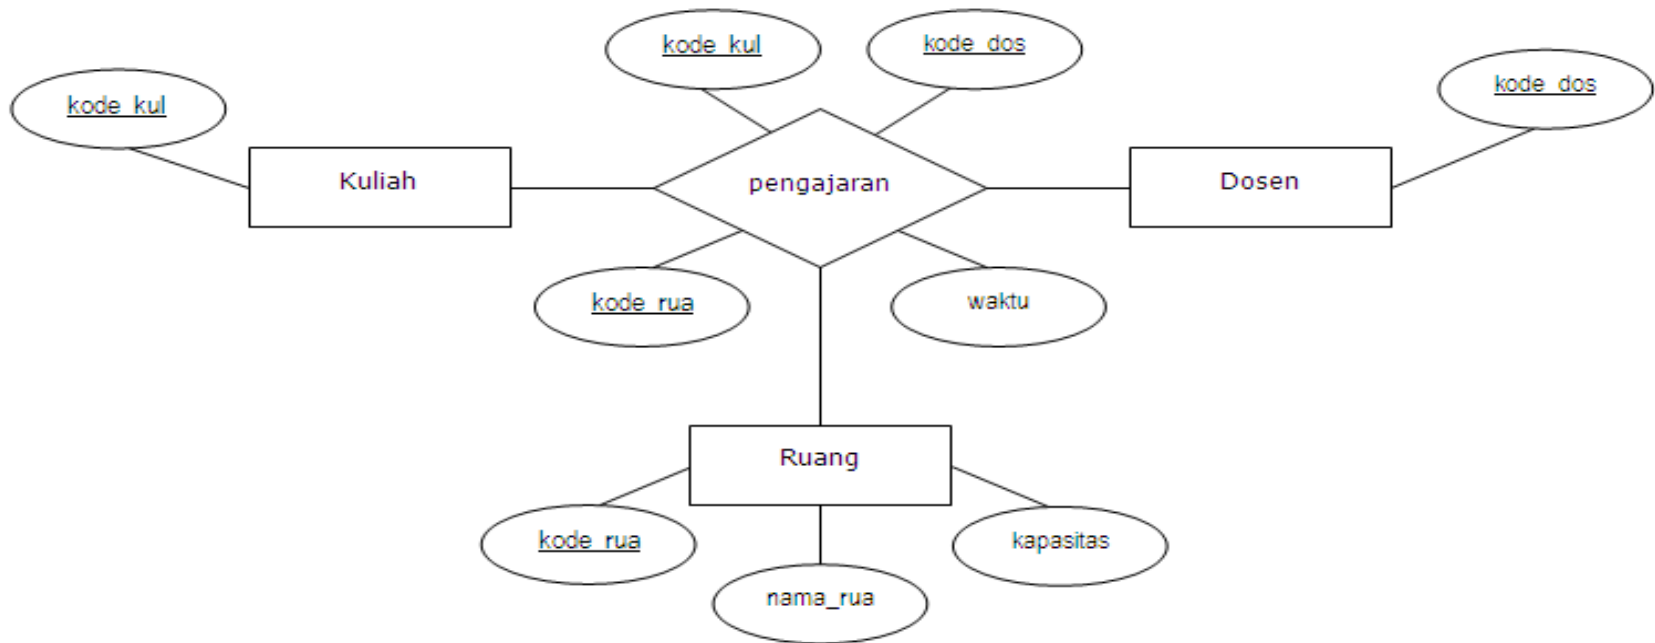 kode_kul
kode_dos
kode_dos
kode_kul
Kuliah
pengajaran
Dosen
kode_rua
waktu
Ruang
kode_rua
kapasitas
nama_rua